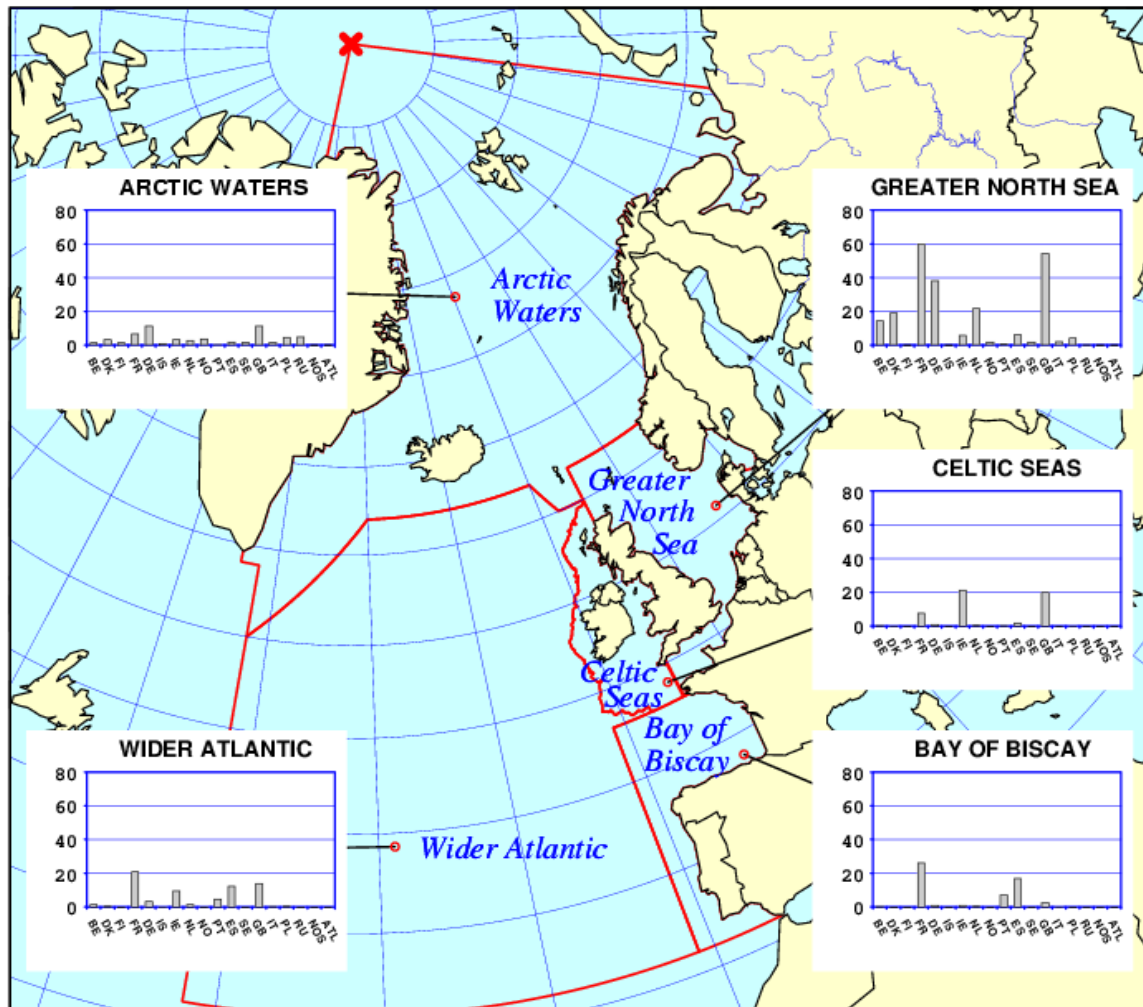 ARCTIC WATERS
80
60
40
20
0
BE DK FI FR DE IS IE NL NO PT ES SE GB IT PL RU NOS ATL
GREATER NORTH SEA
80
60
40
20
0
BE DK FI FR DE IS IE NL NO PT ES SE GB IT PL RU NOS ATL
Arctic
Waters
Greater
North
Sea
CELTIC SEAS
80
60
40
20
0
BE DK FI FR DE IS IE NL NO PT ES SE GB IT PL RU NOS ATL
Celtic
Seas
Bay of
Biscay
WIDER ATLANTIC
80
60
40
20
0
BE DK FI FR DE IS IE NL NO PT ES SE GB IT PL RU NOS ATL
Wider Atlantic
BAY OF BISCAY
80
60
40
20
0
BE DK FI FR DE IS IE NL NO PT ES SE GB IT PL RU NOS ATL